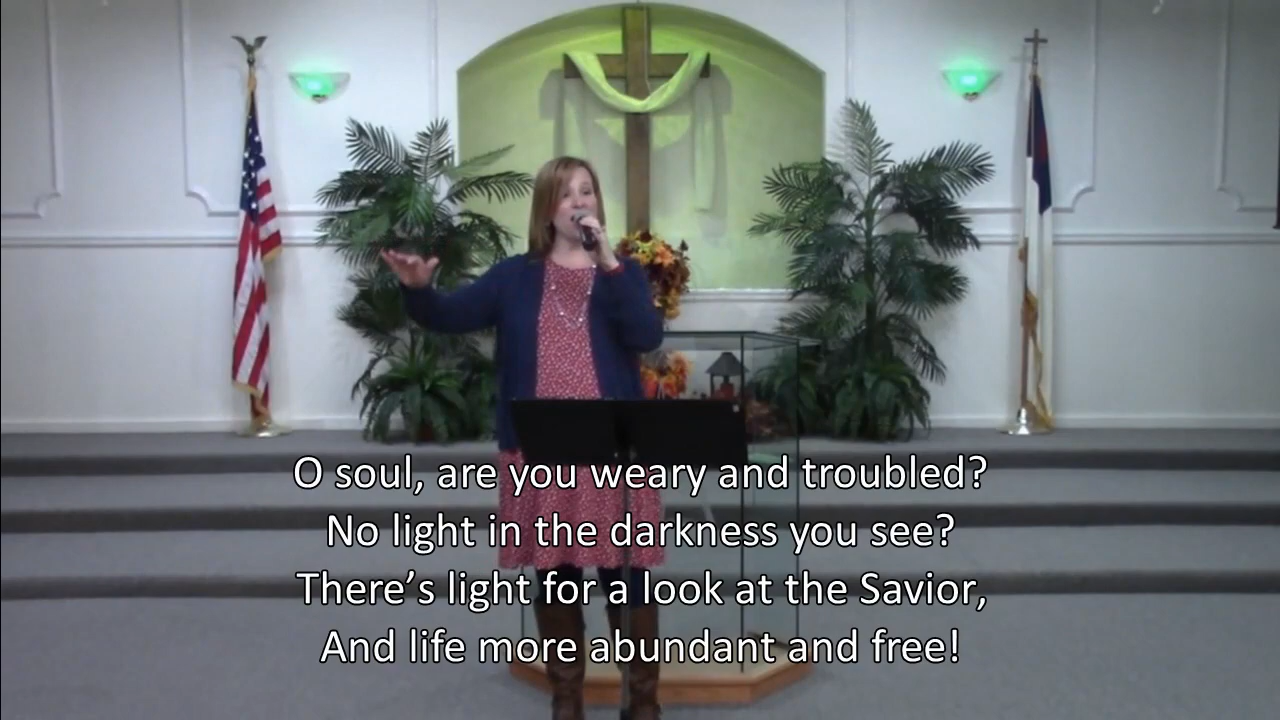 O soul, are you weary and troubled?
No light in the darkness you see?
There’s light for a look at the Savior,
And life more abundant and free!